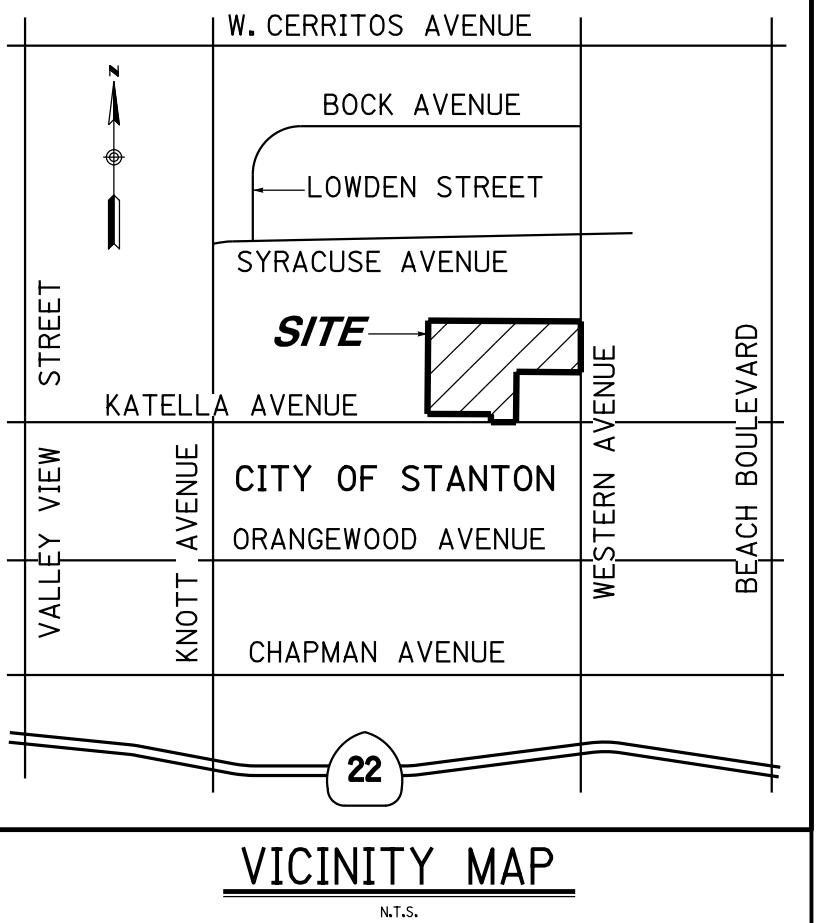 W. CERRITOS AVENUE
N
BOCK AVENUE
LOWDEN STREET
SYRACUSE AVENUE
SITE
KATELLA AVENUE
VALLEY VIEW STREET
KNOTT AVENUE
WESTERN AVENUE
BEACH BOULEVARD
CITY OF STANTON
ORANGEWOOD AVENUE
CHAPMAN AVENUE
22
VICINITY MAP
N.T.S.